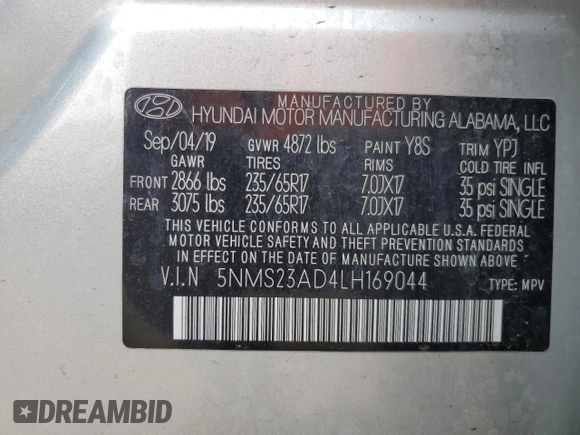 MANUFACTURED BY
HYUNDAI MOTOR MANUFACTURING ALABAMA, LLC
Sep/04/19 GVWR 4872 lbs PAINT Y8S TRIM YPJ
GAWR TIRES RIMS COLD TIRE INFL
FRONT 2866 lbs 235/65R17 7.0JX17 35 psi SINGLE
REAR 3075 lbs 235/65R17 7.0JX17 35 psi SINGLE
THIS VEHICLE CONFORMS TO ALL APPLICABLE U.S.A. FEDERAL
MOTOR VEHICLE SAFETY AND THEFT PREVENTION STANDARDS
IN EFFECT ON THE DATE OF MANUFACTURE SHOWN ABOVE.
V.I.N 5NMS23AD4LH169044 TYPE: MPV
DREAMBID